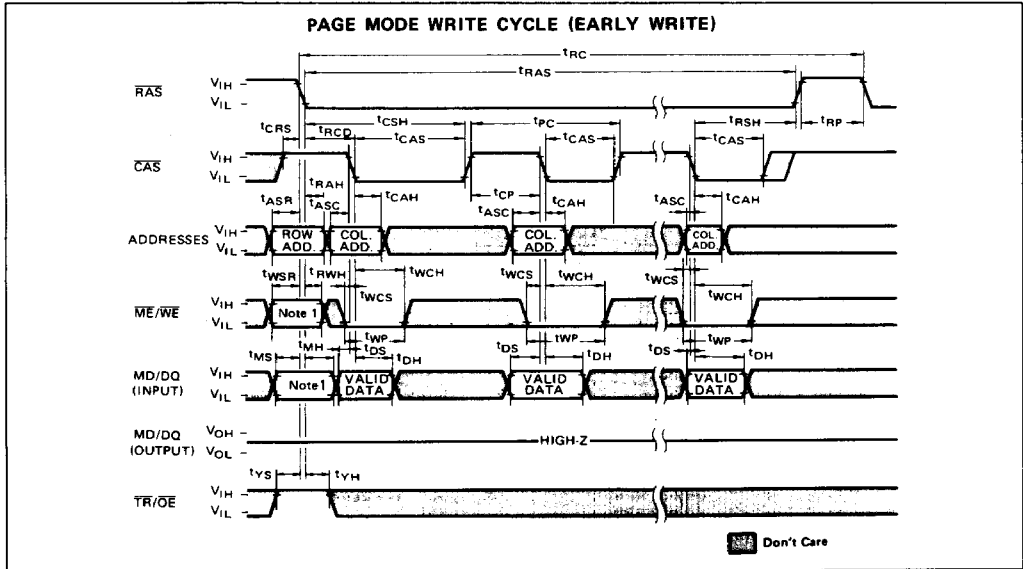 PAGE MODE WRITE CYCLE (EARLY WRITE)
tRC
tRAS
RAS
VIH
VIL
tCRS
tRCD
tCSH
tCAS
tPC
tCAS
tRSH
tCAS
tRP
CAS
VIH
VIL
tASR
tRAH
tASC
tCAH
tCP
tASC
tCAH
tASC
tCAH
ADDRESSES
VIH
VIL
ROW ADD.
COL. ADD.
COL. ADD.
COL. ADD.
tWSR
tRWH
tWCS
tWCH
tWCS
tWCH
tWCS
tWCH
ME/WE
VIH
VIL
Note 1
tWP
tWP
tWP
tMS
tMH
tDS
tDH
tDS
tDH
tDS
tDH
MD/DQ
(INPUT)
VIH
VIL
Note 1
VALID DATA
VALID DATA
VALID DATA
MD/DQ
(OUTPUT)
VOH
VOL
HIGH-Z
tYS
tYH
TR/OE
VIH
VIL
Don't Care